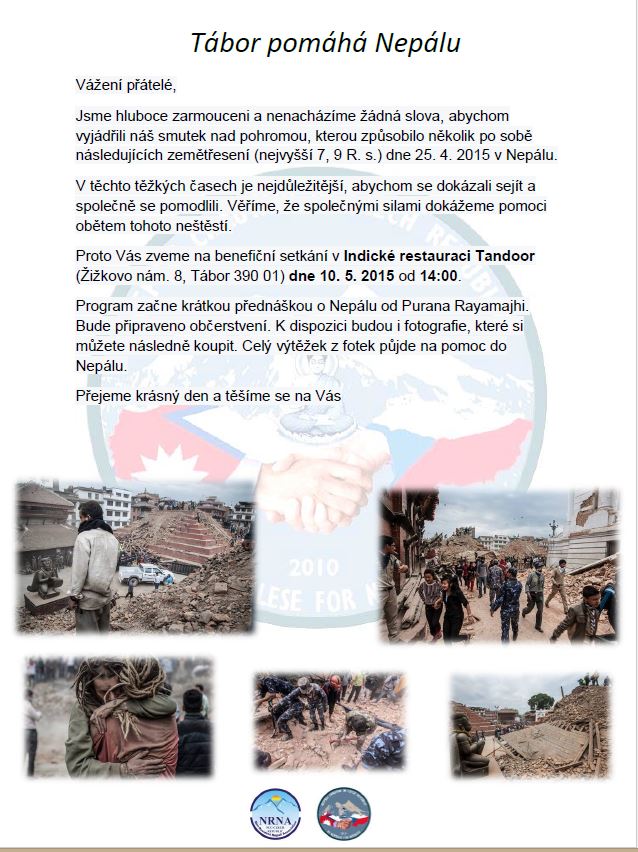 Tábor pomáhá Nepálu
Vážení přátelé,
Jsme hluboce zarmouceni a nenacházíme žádná slova, abychom
vyjádřili náš smutek nad pohromou, kterou způsobilo několik po sobě
následujících zemětřesení (nejvyšší 7, 9 R. s.) dne 25. 4. 2015 v Nepálu.
V těchto těžkých časech je nejdůležitější, abychom se dokázali sejít a
společně se pomodlili. Věříme, že společnými silami dokážeme pomoci
obětem tohoto neštěstí.
Proto Vás zveme na benefiční setkání v Indické restauraci Tandoor
(Žižkovo nám. 8, Tábor 390 01) dne 10. 5. 2015 od 14:00.
Program začne krátkou přednáškou o Nepálu od Purana Rayamajhi.
Bude připraveno občerstvení. K dispozici budou i fotografie, které si
můžete následně koupit. Celý výtěžek z fotek půjde na pomoc do
Nepálu.
Přejeme krásný den a těšíme se na Vás
2010
NRNA